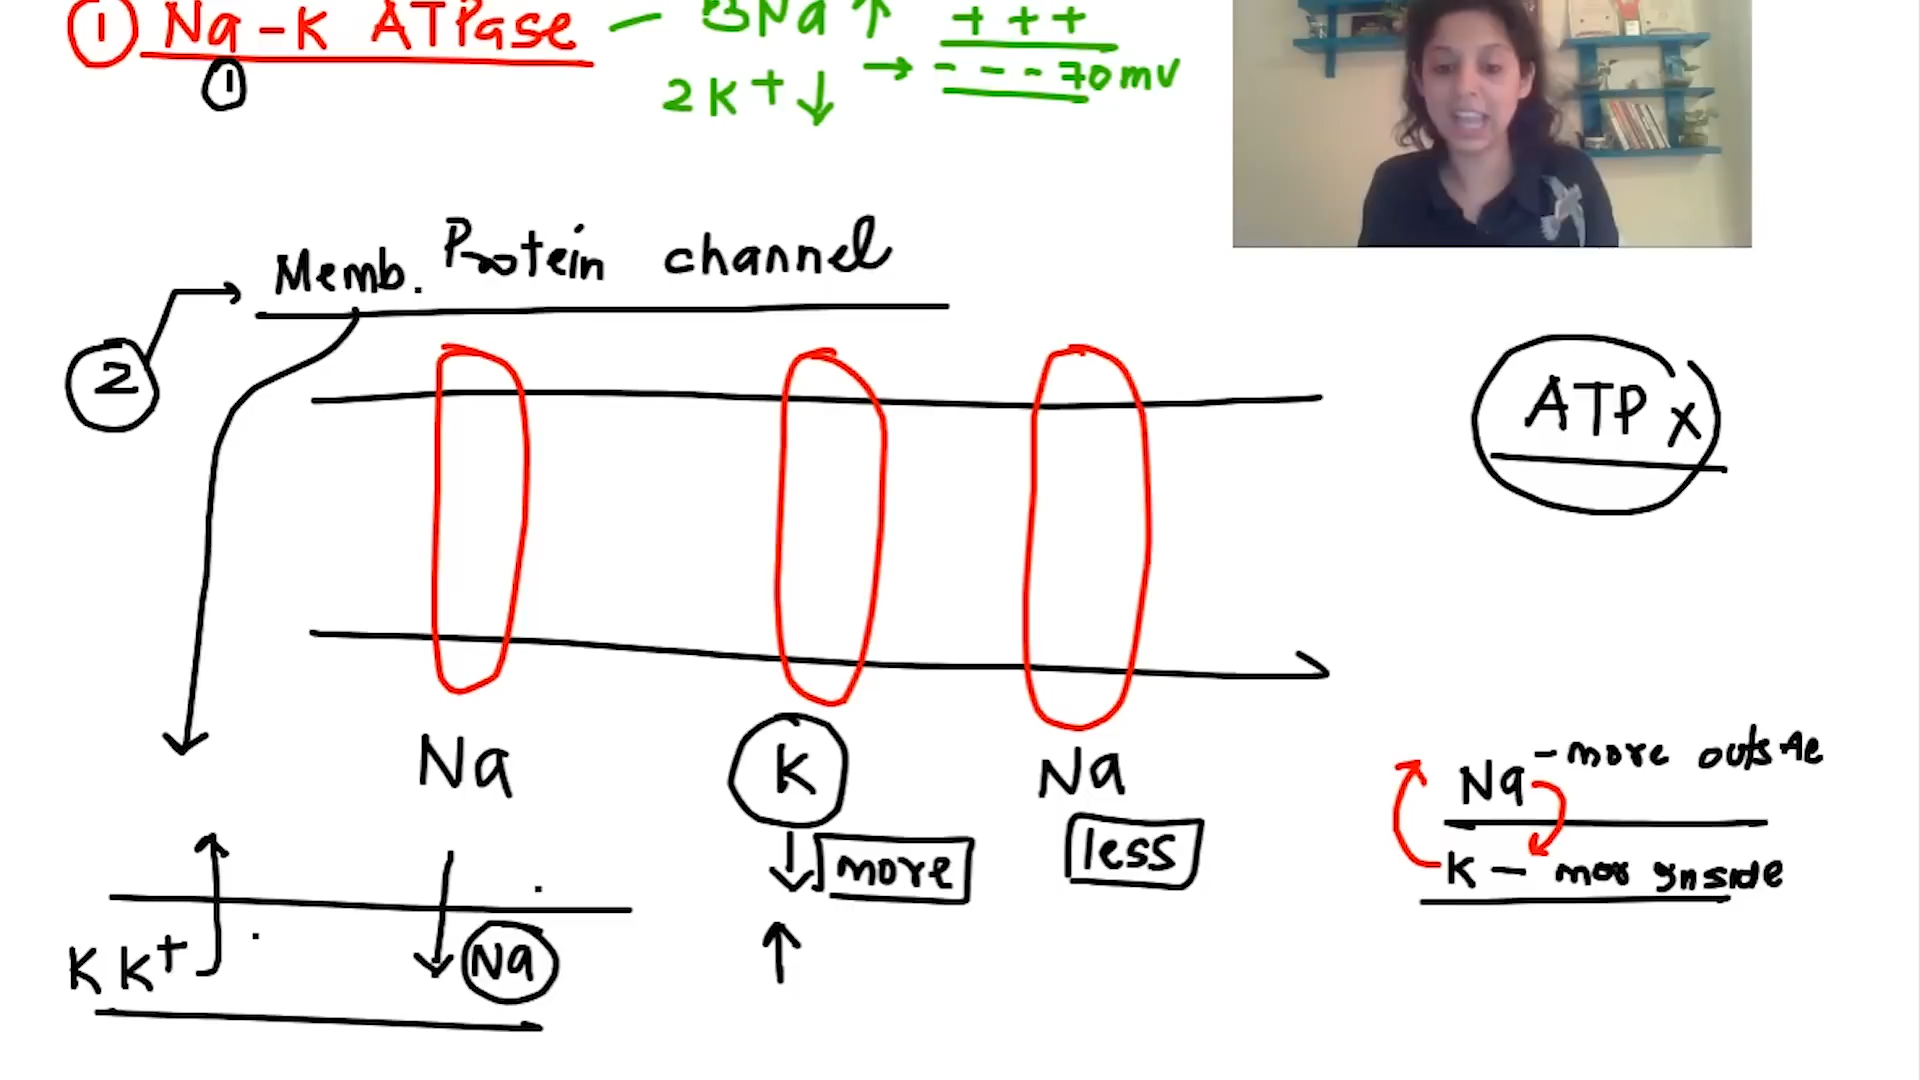 ① Na-K ATPase — 3Na ↑ + + +
①
2K+ ↓ → - - - 70mV
Memb. Protein channel
②
ATP x
Na K Na
more less
Na - more outside
K - more inside
K K+ Na